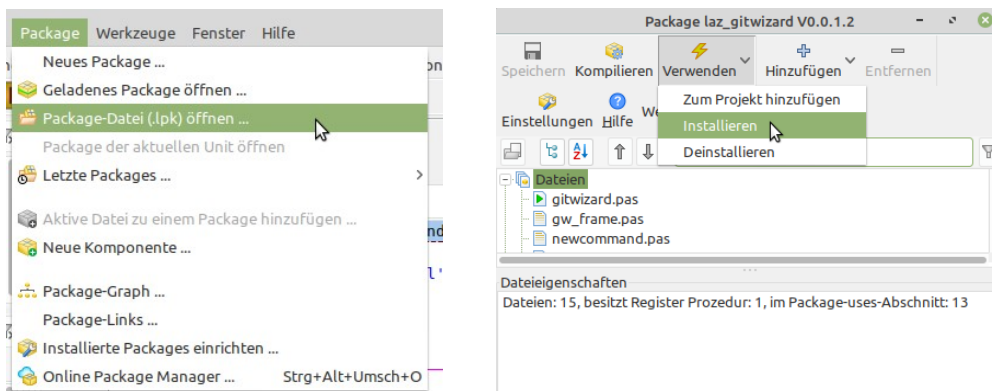 Package Werkzeuge Fenster Hilfe
Neues Package ...
Geladenes Package öffnen ...
Package-Datei (.lpk) öffnen ...
Package der aktuellen Unit öffnen
Letzte Packages ...
Aktive Datei zu einem Package hinzufügen ...
Neue Komponente ...
Package-Graph ...
Package-Links ...
Installierte Packages einrichten ...
Online Package Manager ... Strg+Alt+Umsch+O
Package laz_gitwizard V0.0.1.2
Speichern Kompilieren Verwenden Hinzufügen Entfernen
Zum Projekt hinzufügen
Einstellungen Hilfe
Installieren
Deinstallieren
Dateien
gitwizard.pas
gw_frame.pas
newcommand.pas
Dateieigenschaften
Dateien: 15, besitzt Register Prozedur: 1, im Package-uses-Abschnitt: 13